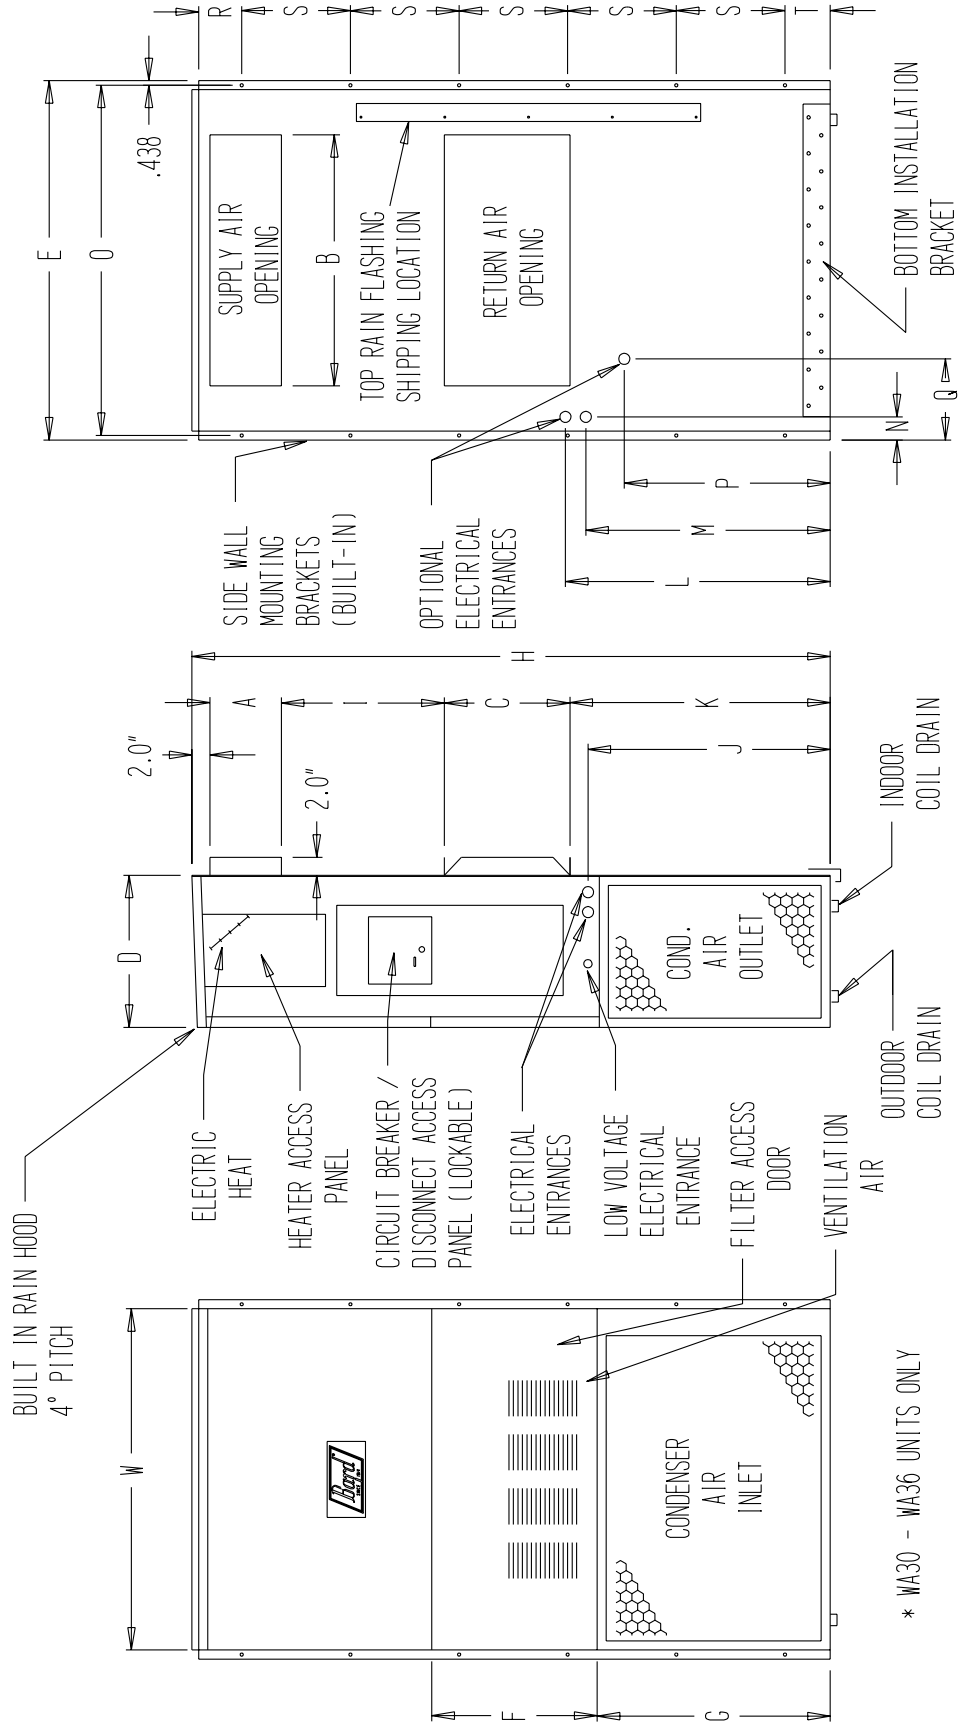 BUILT IN RAIN HOOD
4° PITCH
W
F
G
Bard
CONDENSER
AIR
INLET
* WA30 - WA36 UNITS ONLY
D
2.0"
2.0"
ELECTRIC
HEAT
HEATER ACCESS
PANEL
CIRCUIT BREAKER /
DISCONNECT ACCESS
PANEL (LOCKABLE)
ELECTRICAL
ENTRANCES
LOW VOLTAGE
ELECTRICAL
ENTRANCE
FILTER ACCESS
DOOR
VENTILATION
AIR
COND.
AIR
OUTLET
A
I
C
K
J
H
OUTDOOR
COIL DRAIN
INDOOR
COIL DRAIN
SIDE WALL
MOUNTING
BRACKETS
(BUILT-IN)
OPTIONAL
ELECTRICAL
ENTRANCES
E
O
.438
SUPPLY AIR
OPENING
B
TOP RAIN FLASHING
SHIPPING LOCATION
RETURN AIR
OPENING
L
M
P
N
Q
R
S
S
S
S
S
T
BOTTOM INSTALLATION
BRACKET